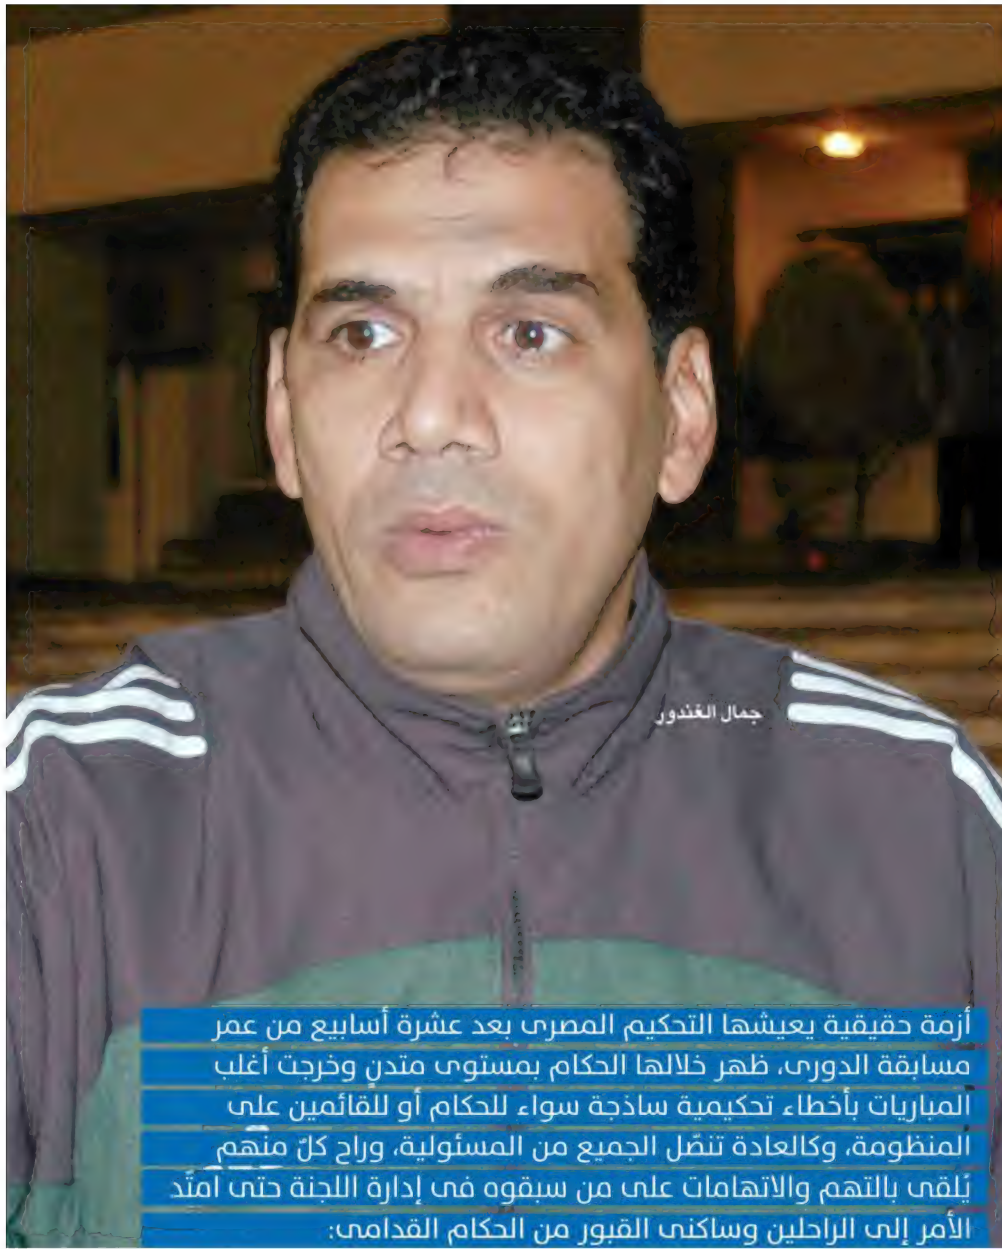 جمال الغندور
أزمة حقيقية يعيشها التحكيم المصرى بعد عشرة أسابيع من عمر
مسابقة الدورى، ظهر خلالها الحكام بمستوى متدنٍ وخرجت أغلب
المباريات بأخطاء تحكيمية ساذجة سواء للحكام أو للقائمين على
المنظومة، وكالعادة تنصّل الجميع من المسئولية، وراح كلٌ منهم
يُلقى بالتهم والاتهامات على من سبقوه فى إدارة اللجنة حتى امتّد
الأمر إلى الراحلين وساكنى القبور من الحكام القدامى: